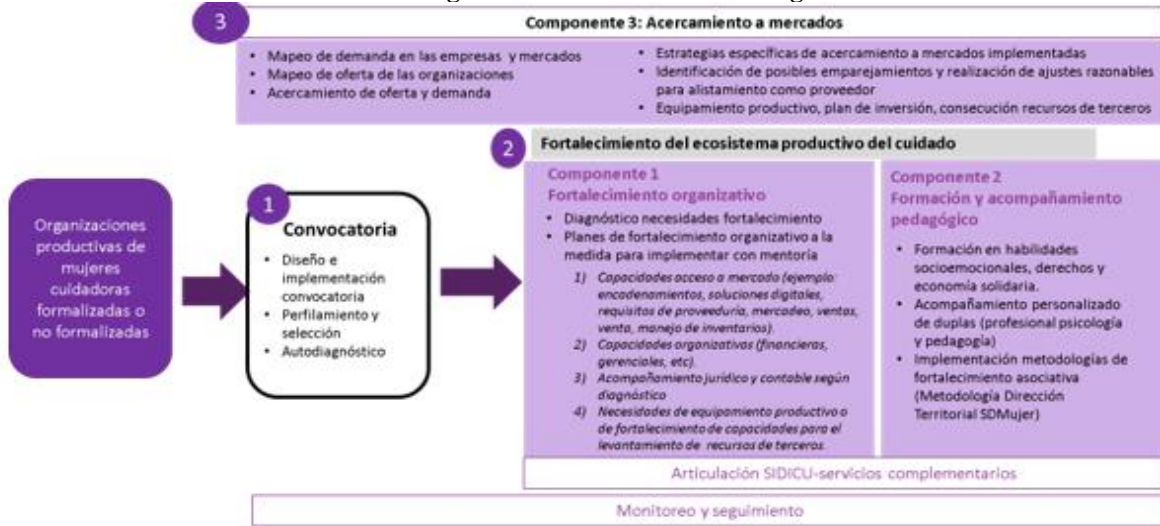 3
Componente 3: Acercamiento a mercados
• Mapeo de demanda en las empresas y mercados
• Mapeo de oferta de las organizaciones
• Acercamiento de oferta y demanda
• Estrategias específicas de acercamiento a mercados implementadas
• Identificación de posibles emparejamientos y realización de ajustes razonables
para alistamiento como proveedor
• Equipamiento productivo, plan de inversión, consecución recursos de terceros
Organizaciones
productivas de
mujeres
cuidadoras
formalizadas o
no formalizadas
1
Convocatoria
• Diseño e
implementación
convocatoria
• Perfilamiento y
selección
• Autodiagnóstico
2
Fortalecimiento del ecosistema productivo del cuidado
Componente 1
Fortalecimiento organizativo
• Diagnóstico necesidades fortalecimiento
• Planes de fortalecimiento organizativo a la
medida para implementar con mentoría
1) Capacidades acceso a mercado (ejemplo:
encadenamientos, soluciones digitales,
requisitos de proveeduría, mercadeo, ventas,
venta, manejo de inventarios).
2) Capacidades organizativas (financieras,
gerenciales, etc).
3) Acompañamiento jurídico y contable según
diagnóstico
4) Necesidades de equipamiento productivo o
de fortalecimiento de capacidades para el
levantamiento de recursos de terceros.
Componente 2
Formación y acompañamiento
pedagógico
• Formación en habilidades
socioemocionales, derechos y
economía solidaria.
• Acompañamiento personalizado
de duplas (profesional psicología
y pedagogía)
• Implementación metodologías de
fortalecimiento asociativa
(Metodología Dirección
Territorial SDMujer)
Articulación SIDICU-servicios complementarios
Monitoreo y seguimiento